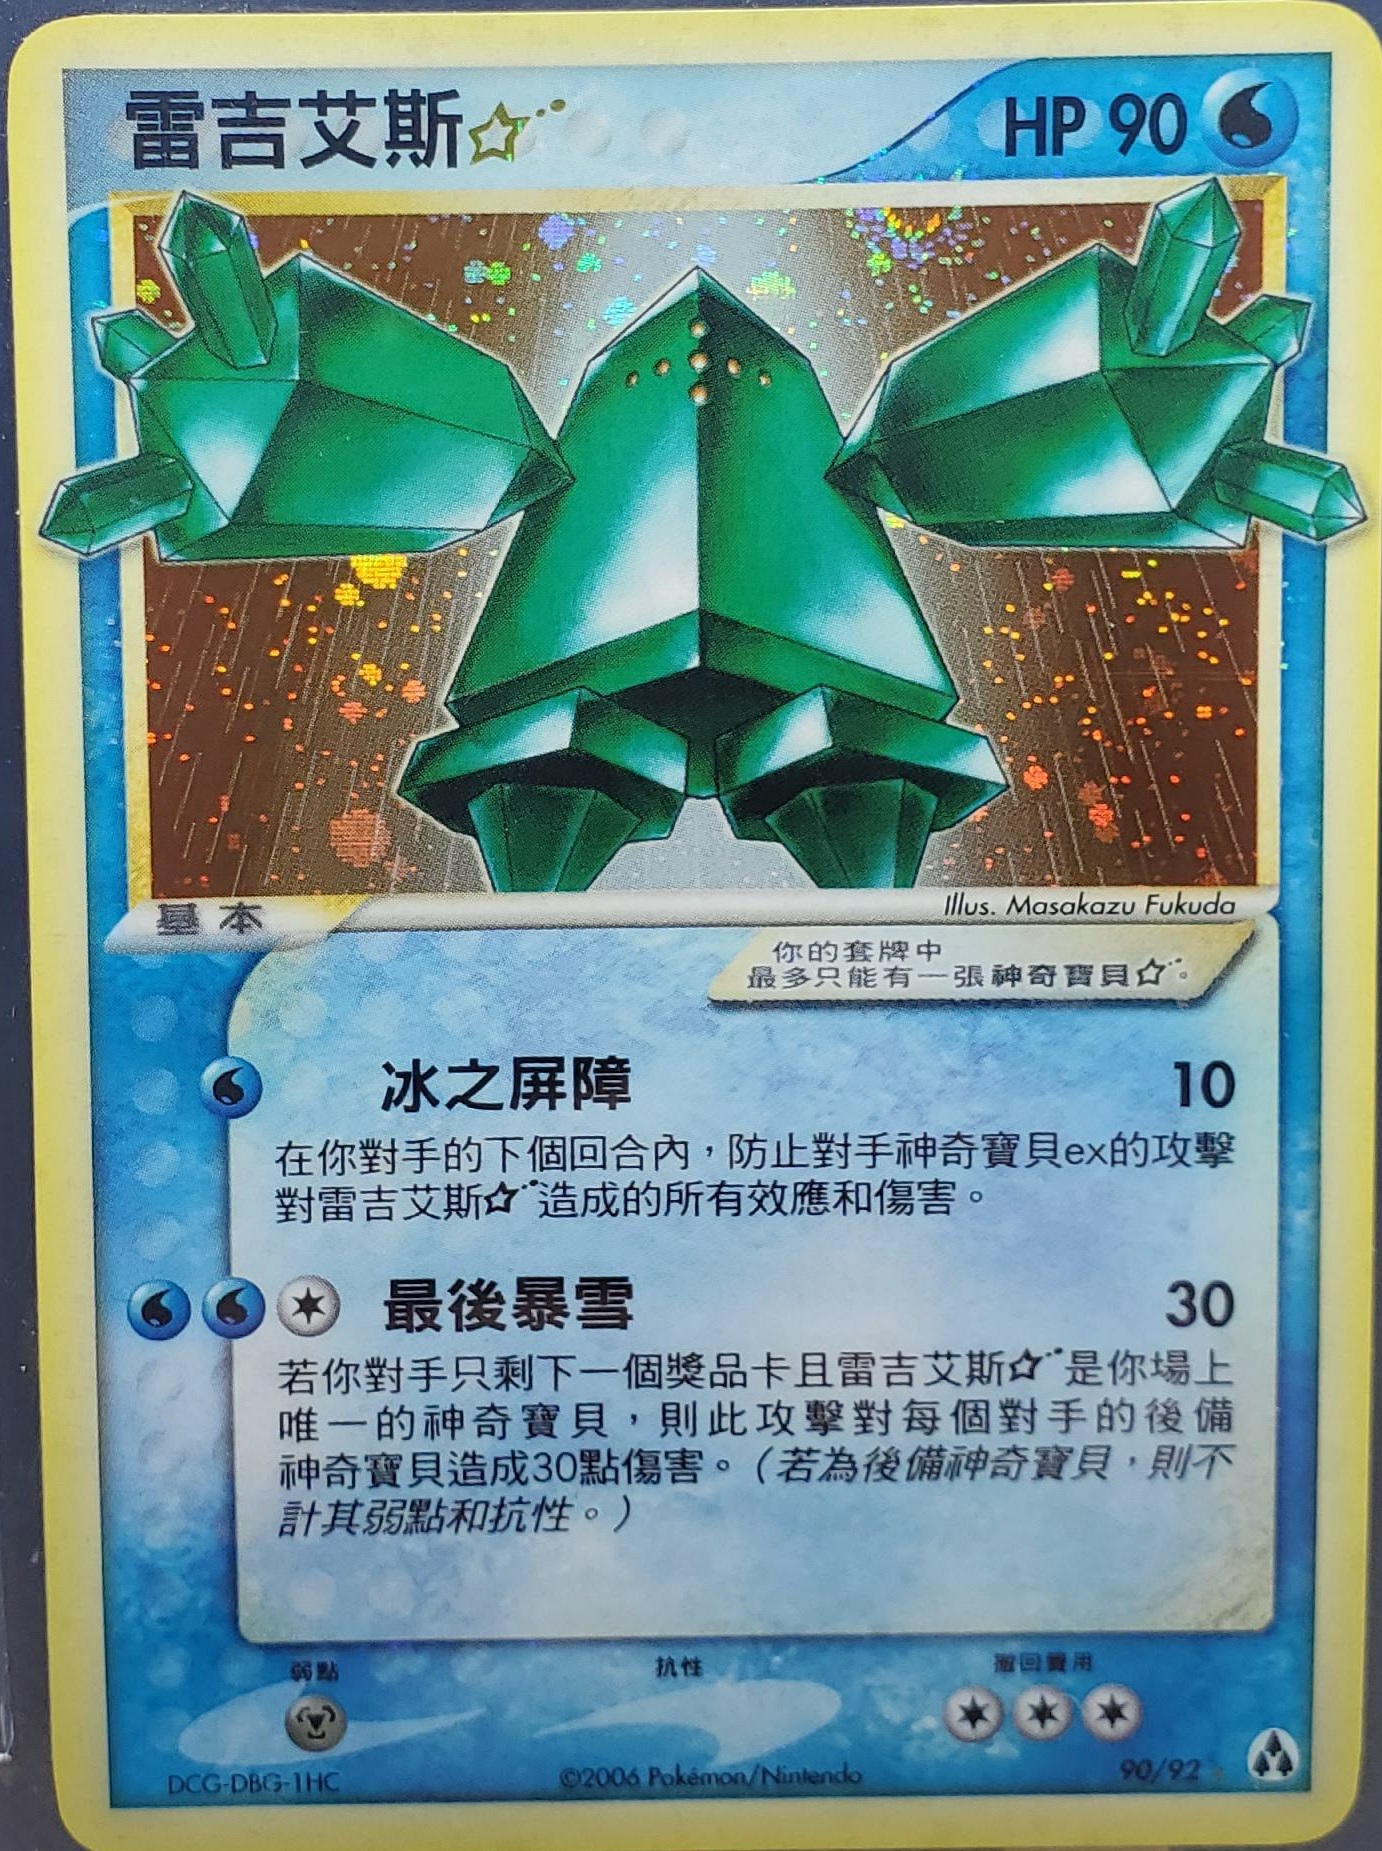 雷吉艾斯☆ HP 90
基本
Illus. Masakazu Fukuda
你的套牌中
最多只能有一張神奇寶貝☆。
冰之屏障 10
在你對手的下個回合內，防止對手神奇寶貝ex的攻擊
對雷吉艾斯☆造成的所有效應和傷害。
最後暴雪 30
若你對手只剩下一個獎品卡且雷吉艾斯☆是你場上
唯一的神奇寶貝，則此攻擊對每個對手的後備
神奇寶貝造成30點傷害。（若為後備神奇寶貝，則不
計其弱點和抗性。）
弱點 抗性 撤回費用
DCG-DBG-1HC ©2006 Pokémon/Nintendo 90/92